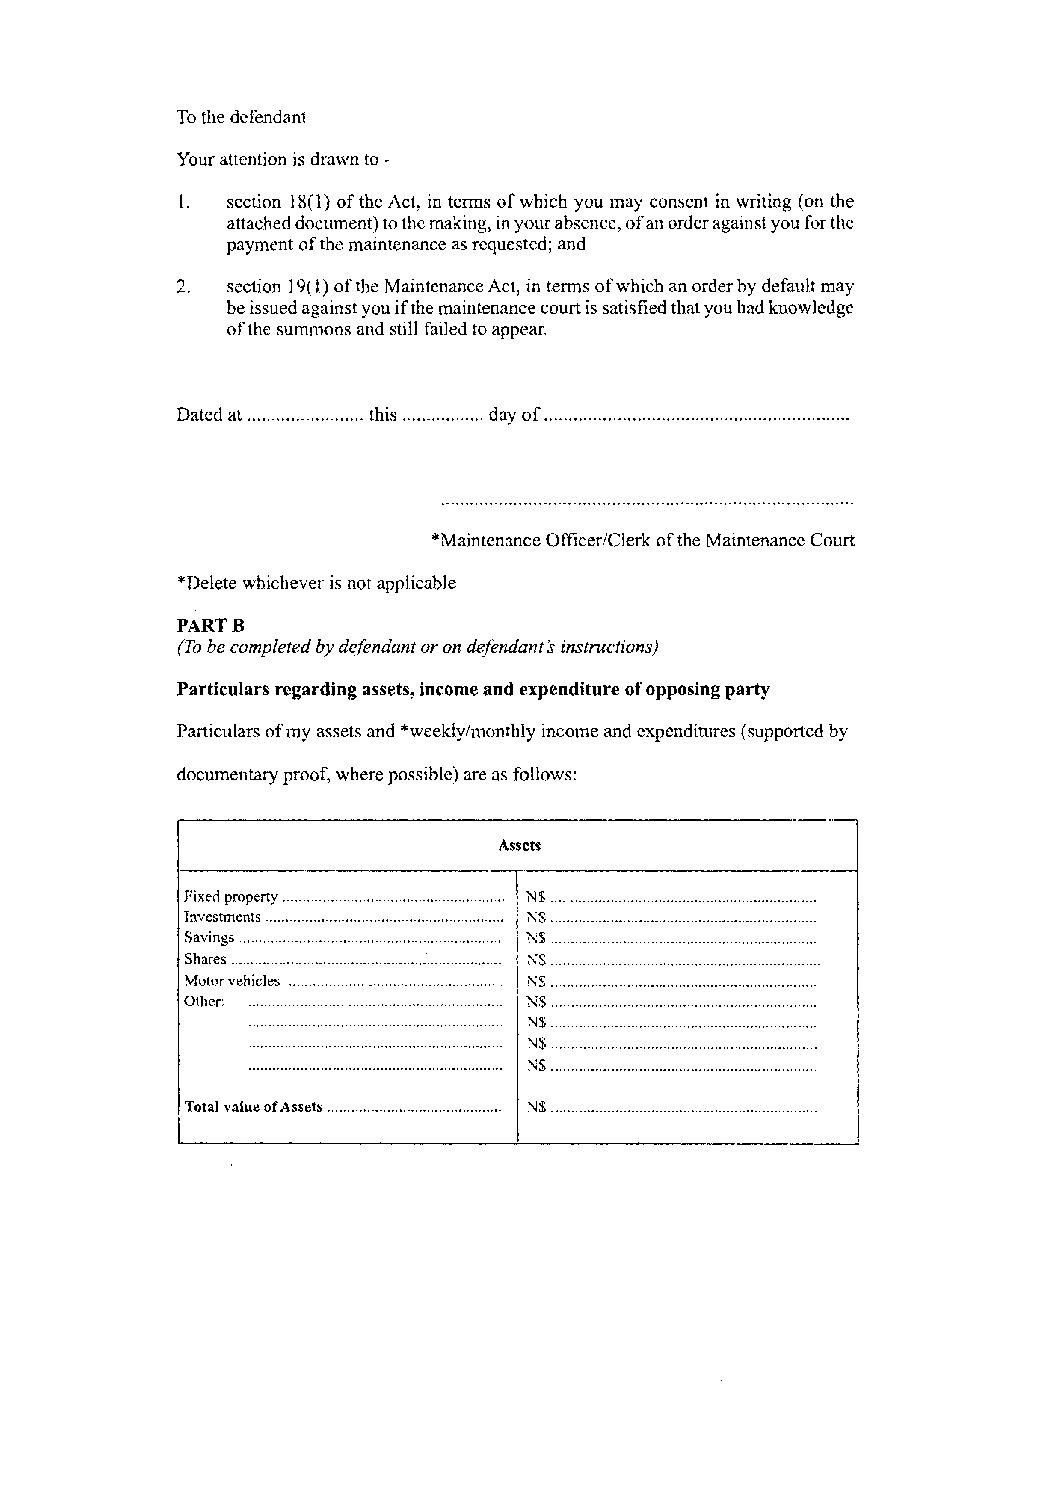 To the defendant
Your attention is drawn to -
1. section 18(1) of the Act, in terms of which you may consent in writing (on the
attached document) to the making, in your absence, of an order against you for the
payment of the maintenance as requested; and
2. section 19(1) of the Maintenance Act, in terms of which an order by default may
be issued against you if the maintenance court is satisfied that you had knowledge
of the summons and still failed to appear.
Dated at ........................ this ................. day of ...............................................................
.....................................................................................
*Maintenance Officer/Clerk of the Maintenance Court
*Delete whichever is not applicable
PART B
(To be completed by defendant or on defendant's instructions)
Particulars regarding assets, income and expenditure of opposing party
Particulars of my assets and *weekly/monthly income and expenditures (supported by
documentary proof, where possible) are as follows:
Assets
Fixed property ........................................................ N$ ...................................................................
Investments ............................................................ N$ ...................................................................
Savings .................................................................. N$ ...................................................................
Shares .................................................................... N$ ...................................................................
Motor vehicles ...................................................... N$ ...................................................................
Other: ................................................................ N$ ...................................................................
................................................................ N$ ...................................................................
................................................................ N$ ...................................................................
................................................................ N$ ...................................................................
Total value of Assets ............................................ N$ ...................................................................